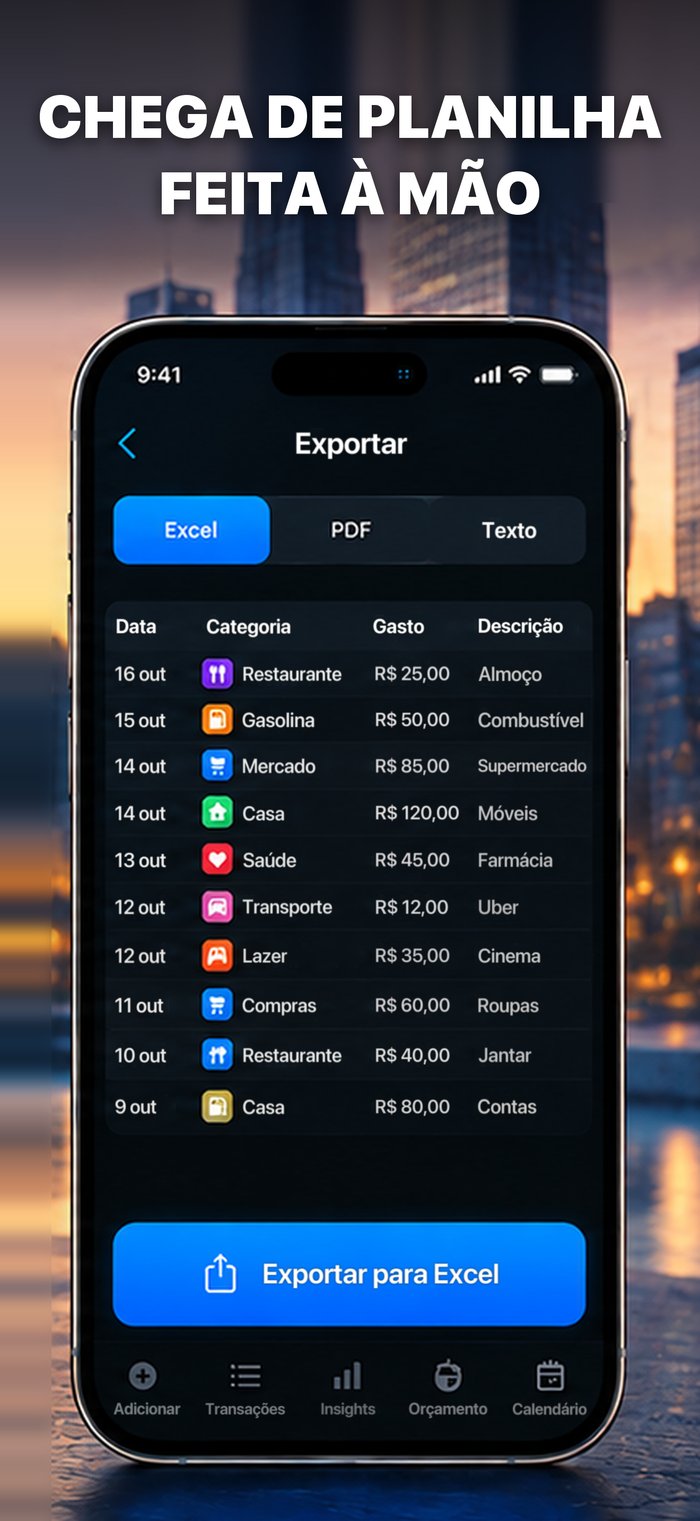 CHEGA DE PLANILHA
FEITA À MÃO
9:41
Exportar
Excel PDF Texto
Data Categoria Gasto Descrição
16 out Restaurante R$ 25,00 Almoço
15 out Gasolina R$ 50,00 Combustível
14 out Mercado R$ 85,00 Supermercado
14 out Casa R$ 120,00 Móveis
13 out Saúde R$ 45,00 Farmácia
12 out Transporte R$ 12,00 Uber
12 out Lazer R$ 35,00 Cinema
11 out Compras R$ 60,00 Roupas
10 out Restaurante R$ 40,00 Jantar
9 out Casa R$ 80,00 Contas
Exportar para Excel
Adicionar Transações Insights Orçamento Calendário